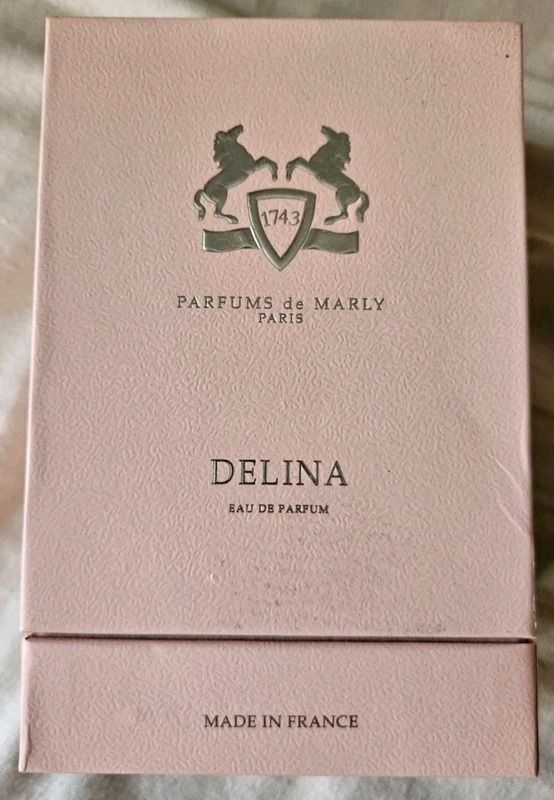 1743
PARFUMS de MARLY
PARIS
DELINA
EAU DE PARFUM
MADE IN FRANCE